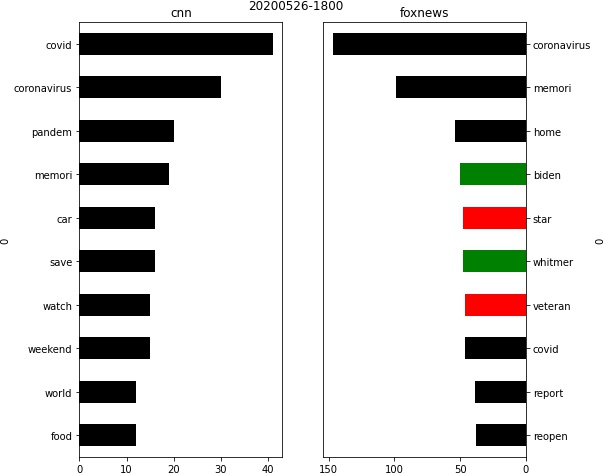 20200526-1800
cnn
covid
coronavirus
pandem
memori
car
save
watch
weekend
world
food
0
0 10 20 30 40
foxnews
coronavirus
memori
home
biden
star
whitmer
veteran
covid
report
reopen
0
150 100 50 0